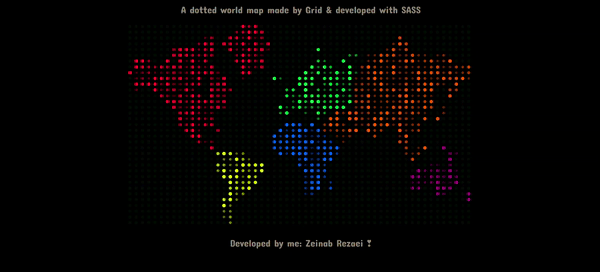 A dotted world map made by Grid & developed with SASS
Developed by me: Zeinab Rezaei ❣